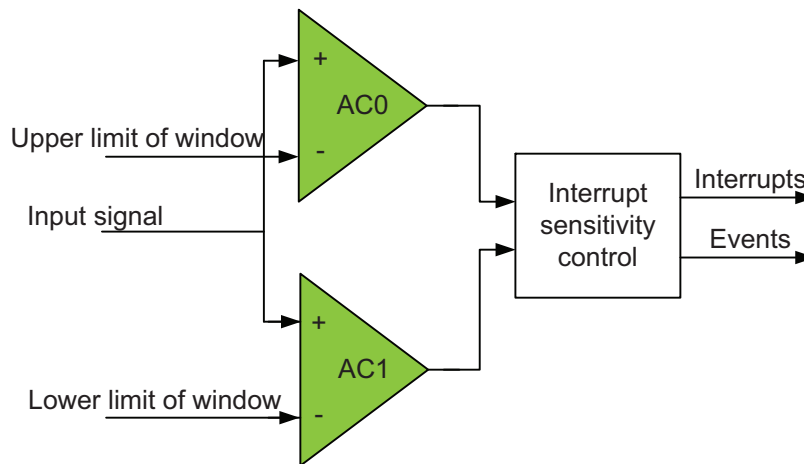 +
AC0
Upper limit of window
-
Input signal
Interrupt
sensitivity
control
Interrupts
Events
+
AC1
Lower limit of window
-